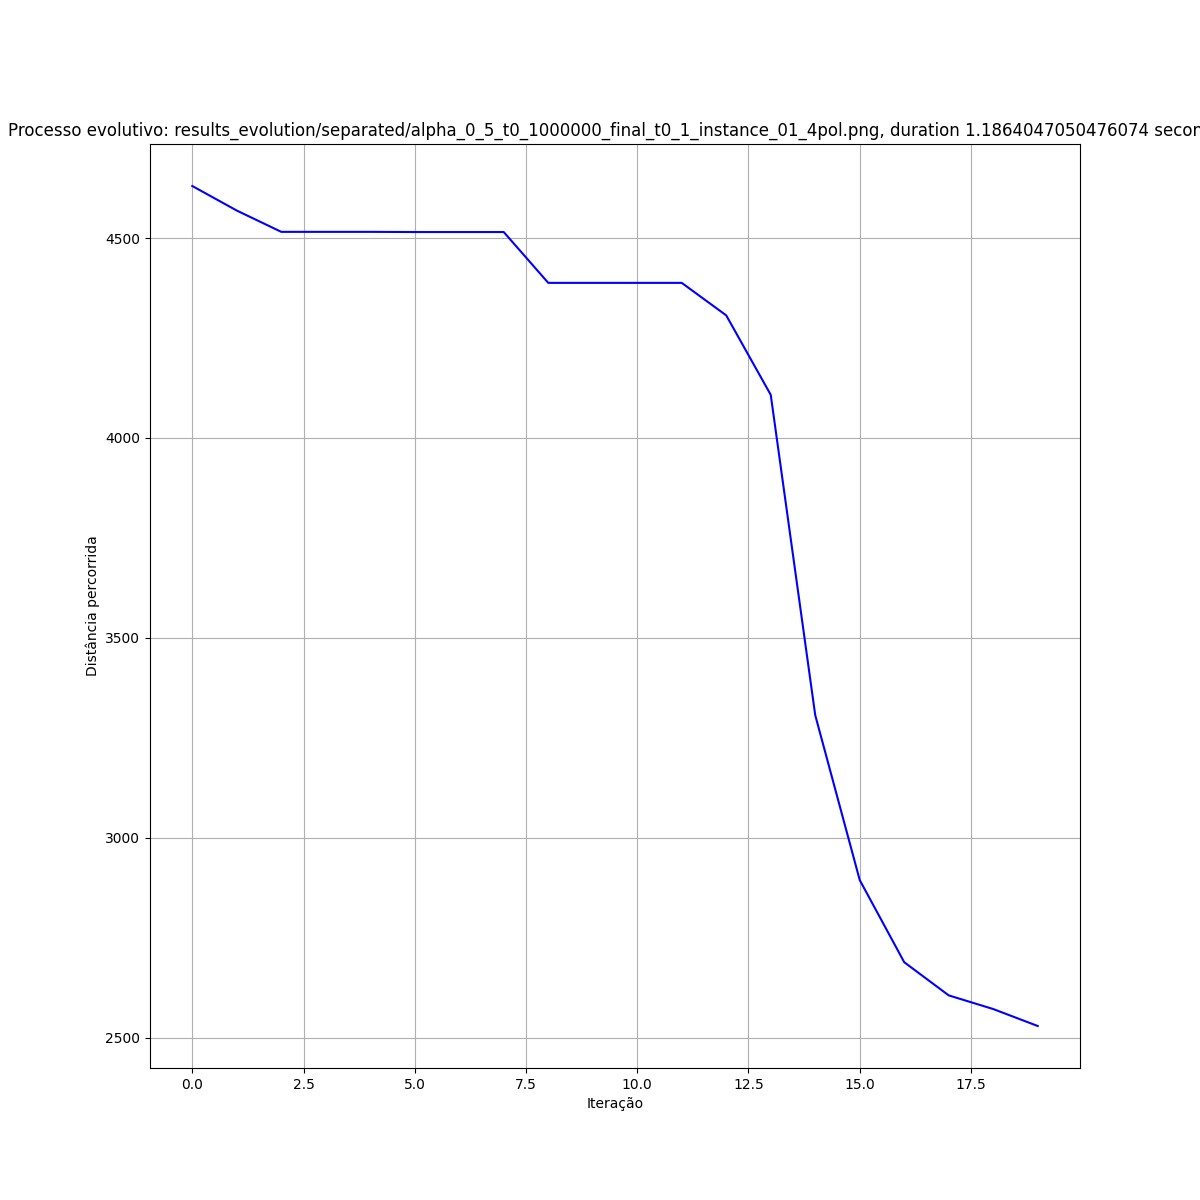 Processo evolutivo: results_evolution/separated/alpha_0_5_t0_1000000_final_t0_1_instance_01_4pol.png, duration 1.1864047050476074 secon
4500
4000
3500
3000
2500
Distância percorrida
0.0 2.5 5.0 7.5 10.0 12.5 15.0 17.5
Iteração